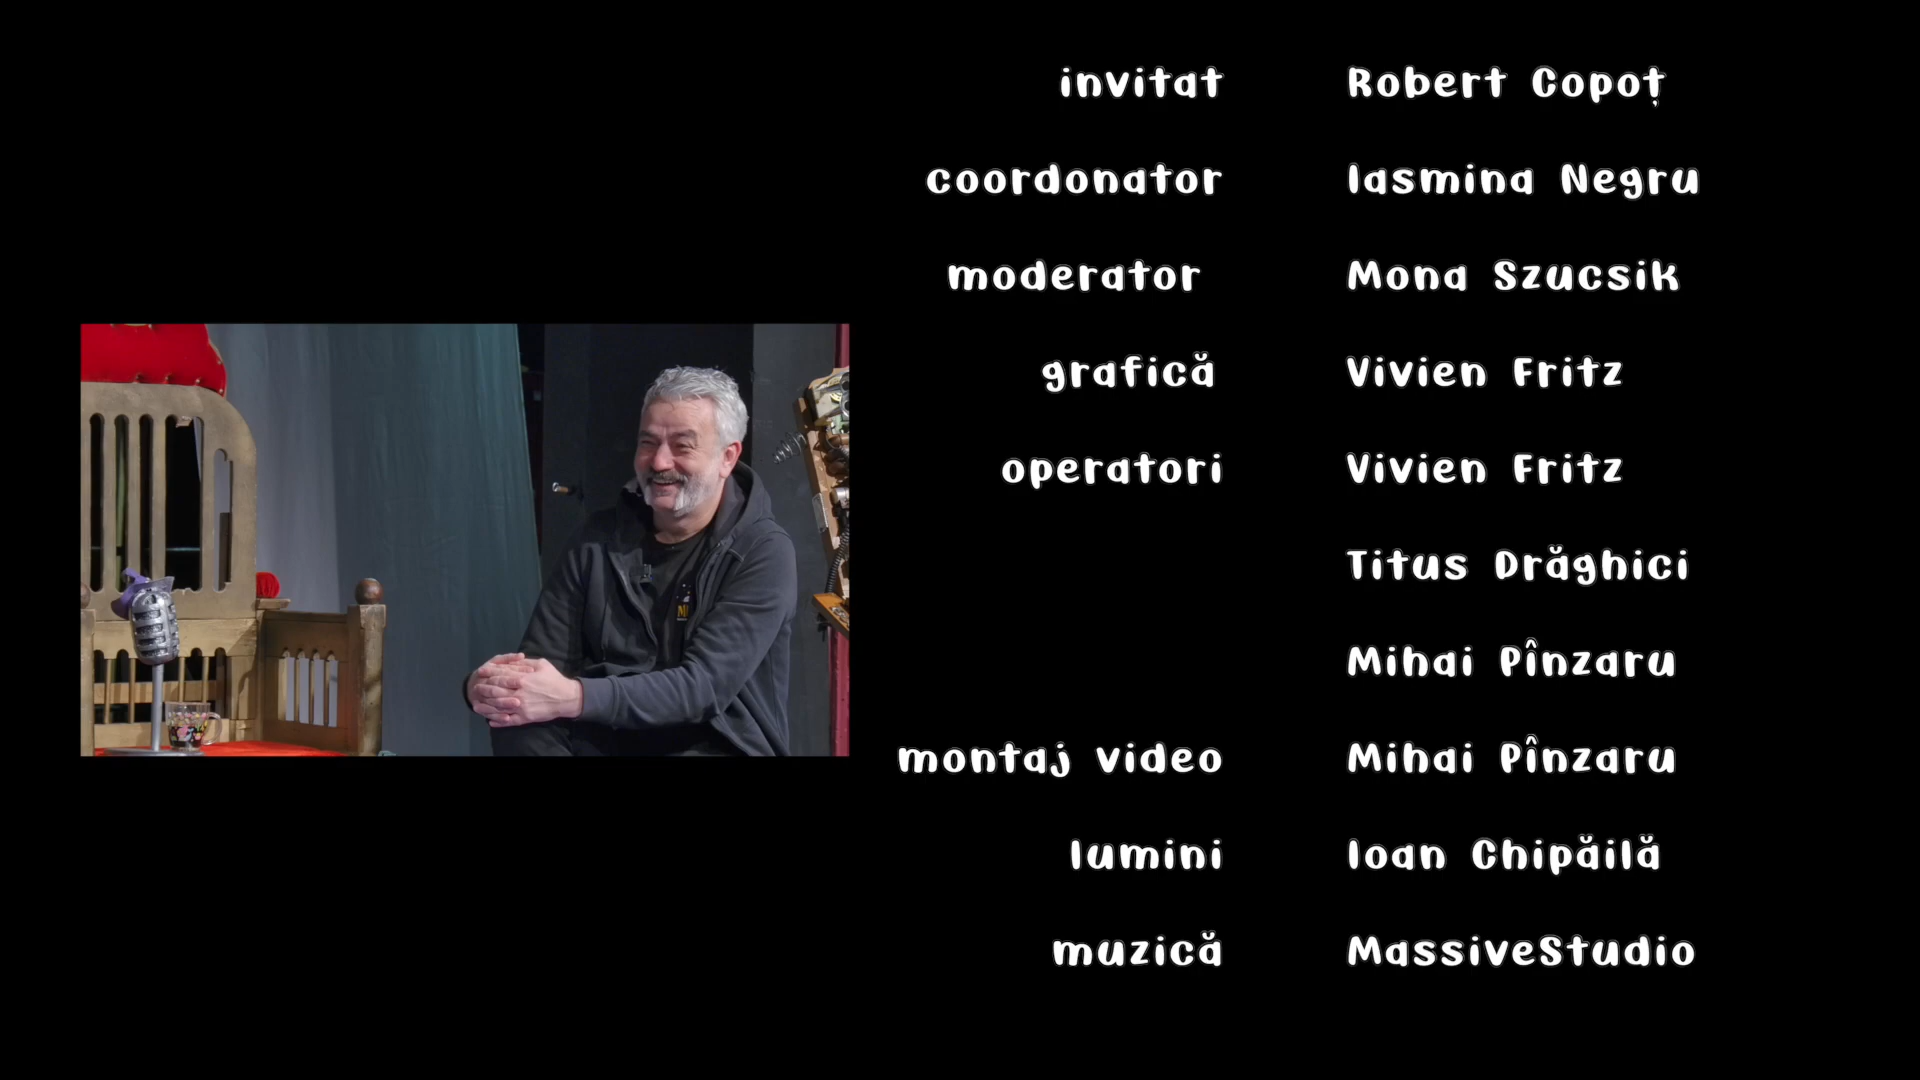 invitat Robert Copoț
coordonator Iasmina Negru
moderator Mona Szucsik
grafică Vivien Fritz
operatori Vivien Fritz
Titus Drăghici
Mihai Pînzaru
montaj video Mihai Pînzaru
lumini Ioan Chipăilă
muzică MassiveStudio